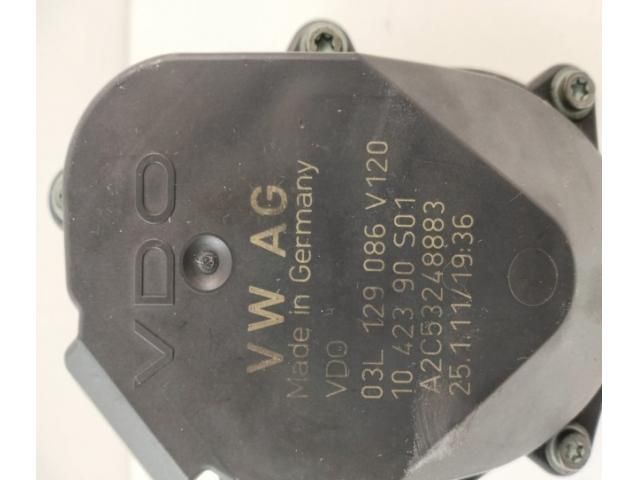 VDO
VW AG
Made in Germany
VDO
03L 129 086 V120
10 423 90 S01
A2C53248883
25.1.11/19:36